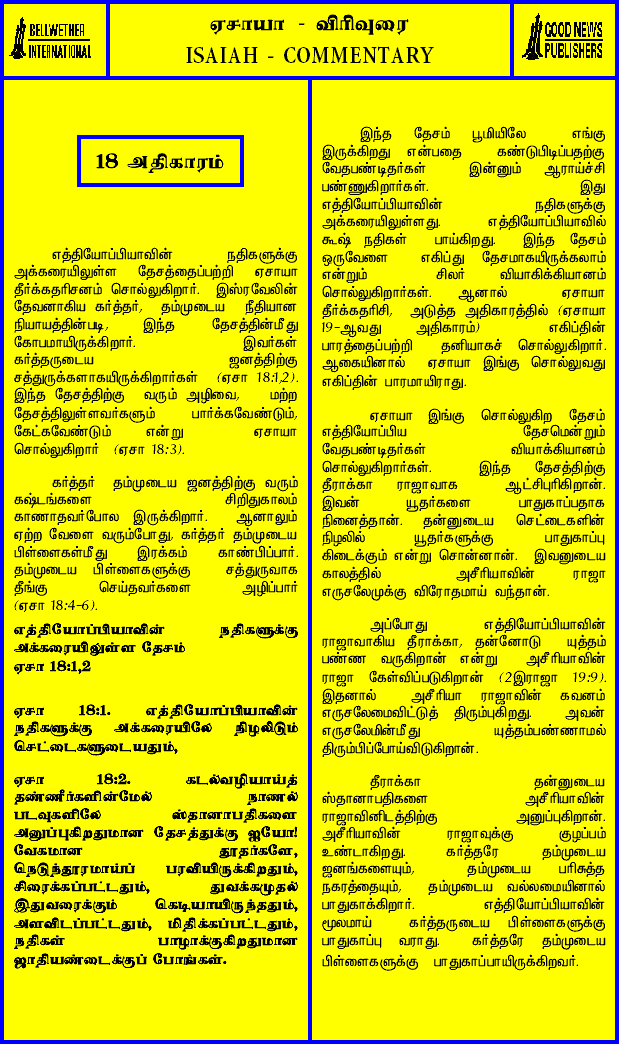 BELLWETHER
INTERNATIONAL
ஏசாயா - விரிவுரை
ISAIAH - COMMENTARY
GOOD NEWS
PUBLISHERS
18 அதிகாரம்
எத்தியோப்பியாவின் நதிகளுக்கு
அக்கரையிலுள்ள தேசத்தைப்பற்றி ஏசாயா
தீர்க்கதரிசனம் சொல்லுகிறார். இஸ்ரவேலின்
தேவனாகிய கர்த்தர், தம்முடைய நீதியான
நியாயத்தின்படி, இந்த தேசத்தின்மீது
கோபமாயிருக்கிறார். இவர்கள்
கர்த்தருடைய ஜனத்திற்கு
சத்துருக்களாகயிருக்கிறார்கள் (ஏசா 18:1,2).
இந்த தேசத்திற்கு வரும் அழிவை, மற்ற
தேசத்திலுள்ளவர்களும் பார்க்கவேண்டும்,
கேட்கவேண்டும் என்று ஏசாயா
சொல்லுகிறார் (ஏசா 18:3).
கர்த்தர் தம்முடைய ஜனத்திற்கு வரும்
கஷ்டங்களை சிறிதுகாலம்
காணாதவர்போல இருக்கிறார். ஆனாலும்
ஏற்ற வேளை வரும்போது, கர்த்தர் தம்முடைய
பிள்ளைகள்மீது இரக்கம் காண்பிப்பார்.
தம்முடைய பிள்ளைகளுக்கு சத்துருவாக
தீங்கு செய்தவர்களை அழிப்பார்
(ஏசா 18:4-6).
எத்தியோப்பியாவின் நதிகளுக்கு
அக்கரையிலுள்ள தேசம்
ஏசா 18:1,2
ஏசா 18:1. எத்தியோப்பியாவின்
நதிகளுக்கு அக்கரையிலே நிழலிடும்
செட்டைகளுடையதும்,
ஏசா 18:2. கடல்வழியாய்த்
தண்ணீர்களின்மேல் நாணல்
படவுகளிலே ஸ்தானாபதிகளை
அனுப்புகிறதுமான தேசத்துக்கு ஐயோ!
வேகமான தூதர்களே,
நெடுந்தூரமாய்ப் பரவியிருக்கிறதும்,
சிரைக்கப்பட்டதும், துவக்கமுதல்
இதுவரைக்கும் கெடியாயிருந்ததும்,
அளவிடப்பட்டதும், மிதிக்கப்பட்டதும்,
நதிகள் பாழாக்குகிறதுமான
ஜாதியண்டைக்குப் போங்கள்.
இந்த தேசம் பூமியிலே எங்கு
இருக்கிறது என்பதை கண்டுபிடிப்பதற்கு
வேதபண்டிதர்கள் இன்னும் ஆராய்ச்சி
பண்ணுகிறார்கள். இது
எத்தியோப்பியாவின் நதிகளுக்கு
அக்கரையிலுள்ளது. எத்தியோப்பியாவில்
கூஷ் நதிகள் பாய்கிறது. இந்த தேசம்
ஒருவேளை எகிப்து தேசமாகயிருக்கலாம்
என்றும் சிலர் வியாகிக்கியானம்
சொல்லுகிறார்கள். ஆனால் ஏசாயா
தீர்க்கதரிசி, அடுத்த அதிகாரத்தில் (ஏசாயா
19-ஆவது அதிகாரம்) எகிப்தின்
பாரத்தைப்பற்றி தனியாகச் சொல்லுகிறார்.
ஆகையினால் ஏசாயா இங்கு சொல்லுவது
எகிப்தின் பாரமாயிராது.
ஏசாயா இங்கு சொல்லுகிற தேசம்
எத்தியோப்பிய தேசமென்றும்
வேதபண்டிதர்கள் வியாக்கியானம்
சொல்லுகிறார்கள். இந்த தேசத்திற்கு
தீராக்கா ராஜாவாக ஆட்சிபுரிகிறான்.
இவன் யூதர்களை பாதுகாப்பதாக
நினைத்தான். தன்னுடைய செட்டைகளின்
நிழலில் யூதர்களுக்கு பாதுகாப்பு
கிடைக்கும் என்று சொன்னான். இவனுடைய
காலத்தில் அசீரியாவின் ராஜா
எருசலேமுக்கு விரோதமாய் வந்தான்.
அப்போது எத்தியோப்பியாவின்
ராஜாவாகிய தீராக்கா, தன்னோடு யுத்தம்
பண்ண வருகிறான் என்று அசீரியாவின்
ராஜா கேள்விப்படுகிறான் (2இராஜா 19:9).
இதனால் அசீரியா ராஜாவின் கவனம்
எருசலேமைவிட்டுத் திரும்புகிறது. அவன்
எருசலேமின்மீது யுத்தம்பண்ணாமல்
திரும்பிப்போய்விடுகிறான்.
தீராக்கா தன்னுடைய
ஸ்தானாபதிகளை அசீரியாவின்
ராஜாவினிடத்திற்கு அனுப்புகிறான்.
அசீரியாவின் ராஜாவுக்கு குழப்பம்
உண்டாகிறது. கர்த்தரே தம்முடைய
ஜனங்களையும், தம்முடைய பரிசுத்த
நகரத்தையும், தம்முடைய வல்லமையினால்
பாதுகாக்கிறார். எத்தியோப்பியாவின்
மூலமாய் கர்த்தருடைய பிள்ளைகளுக்கு
பாதுகாப்பு வராது. கர்த்தரே தம்முடைய
பிள்ளைகளுக்கு பாதுகாப்பாயிருக்கிறவர்.